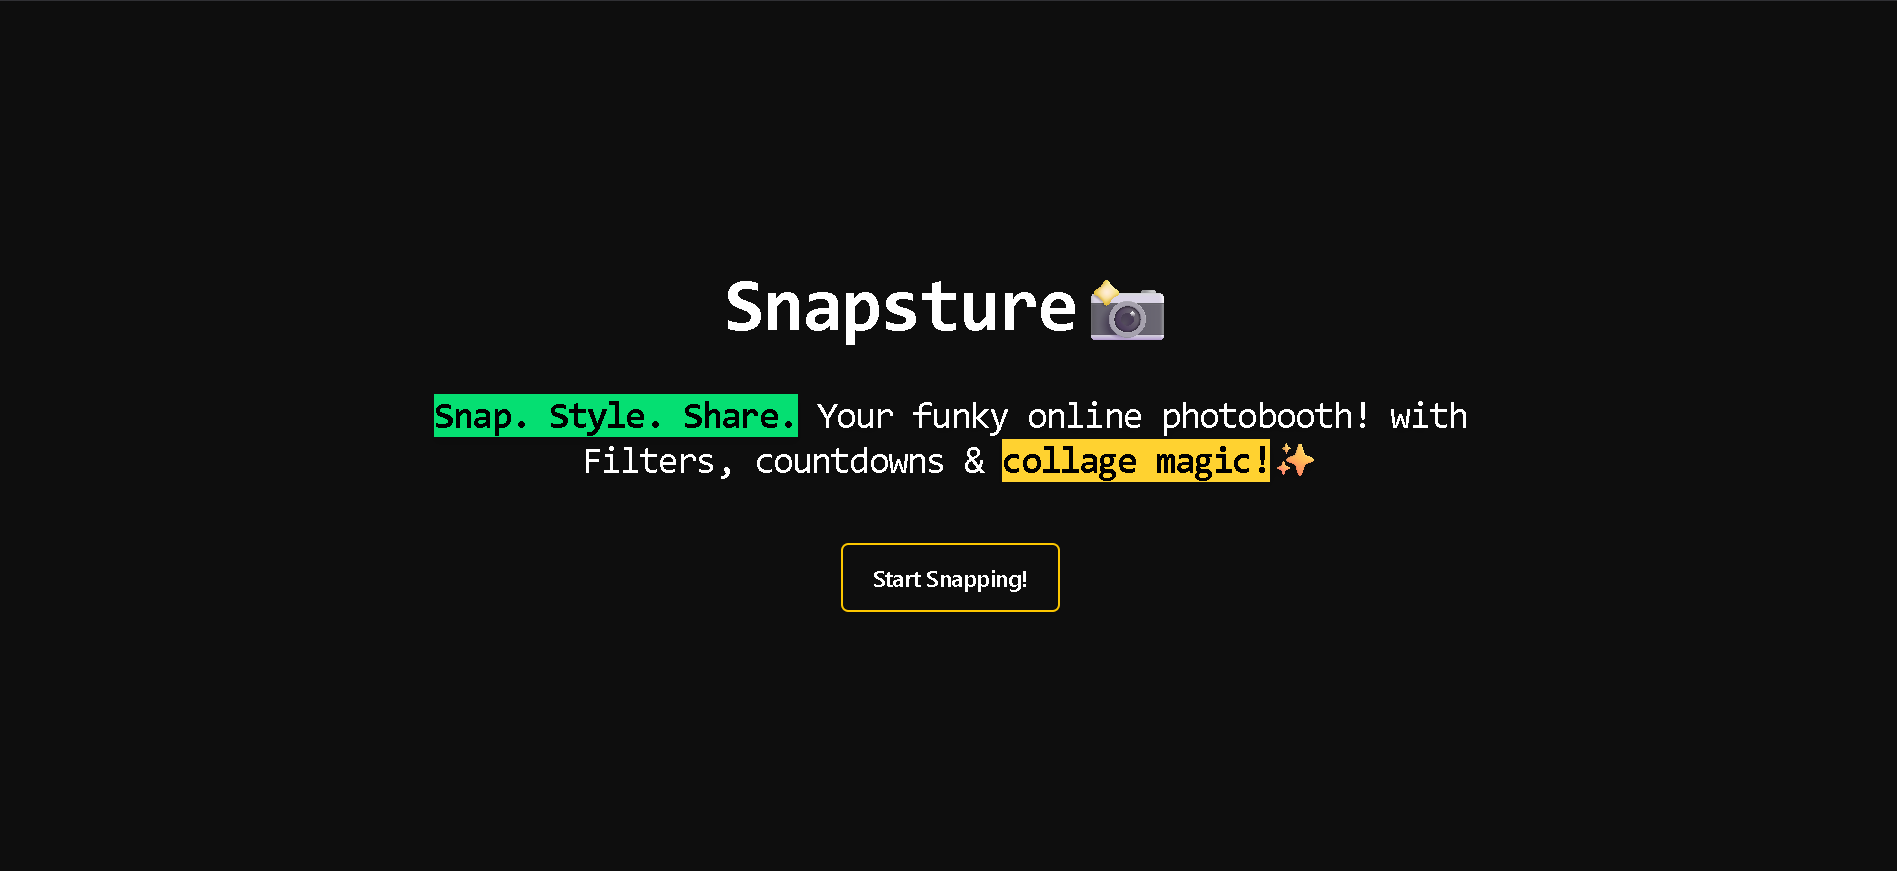 Snapsture📸
Snap. Style. Share. Your funky online photobooth! with
Filters, countdowns & collage magic!✨
Start Snapping!